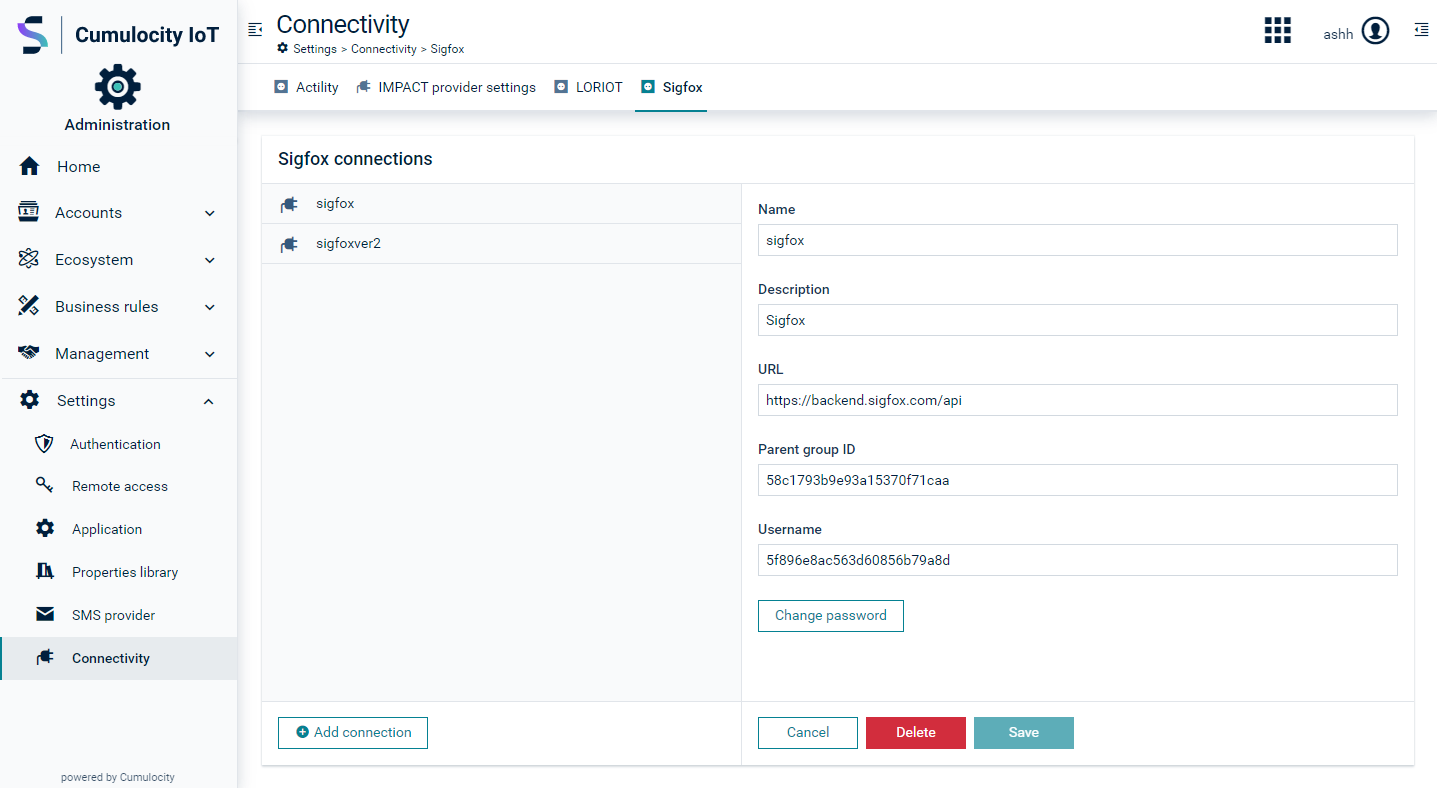 Cumulocity IoT
Administration
Home
Accounts
Ecosystem
Business rules
Management
Settings
Authentication
Remote access
Application
Properties library
SMS provider
Connectivity
powered by Cumulocity
Connectivity
Settings > Connectivity > Sigfox
ashh
Actility
IMPACT provider settings
LORIOT
Sigfox
Sigfox connections
sigfox
sigfoxver2
Add connection
Name
sigfox
Description
Sigfox
URL
https://backend.sigfox.com/api
Parent group ID
58c1793b9e93a15370f71caa
Username
5f896e8ac563d60856b79a8d
Change password
Cancel
Delete
Save